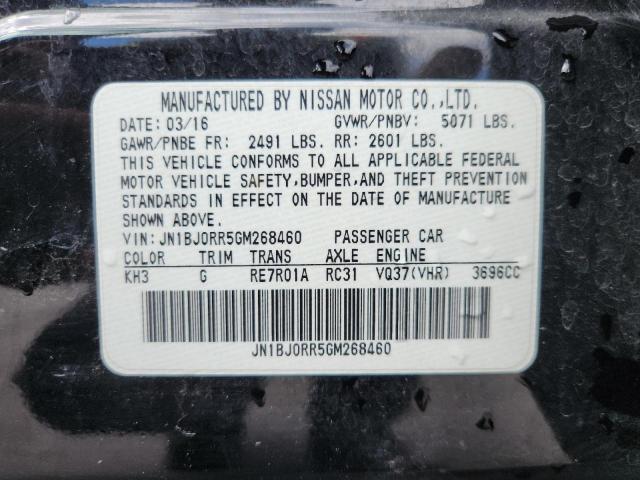 MANUFACTURED BY NISSAN MOTOR CO.,LTD.
DATE: 03/16 GVWR/PNBV: 5071 LBS.
GAWR/PNBE FR: 2491 LBS. RR: 2601 LBS.
THIS VEHICLE CONFORMS TO ALL APPLICABLE FEDERAL
MOTOR VEHICLE SAFETY,BUMPER,AND THEFT PREVENTION
STANDARDS IN EFFECT ON THE DATE OF MANUFACTURE
SHOWN ABOVE.
VIN:JN1BJ0RR5GM268460 PASSENGER CAR
COLOR TRIM TRANS AXLE ENGINE
KH3 G RE7R01A RC31 VQ37(VHR) 3696CC
JN1BJ0RR5GM268460